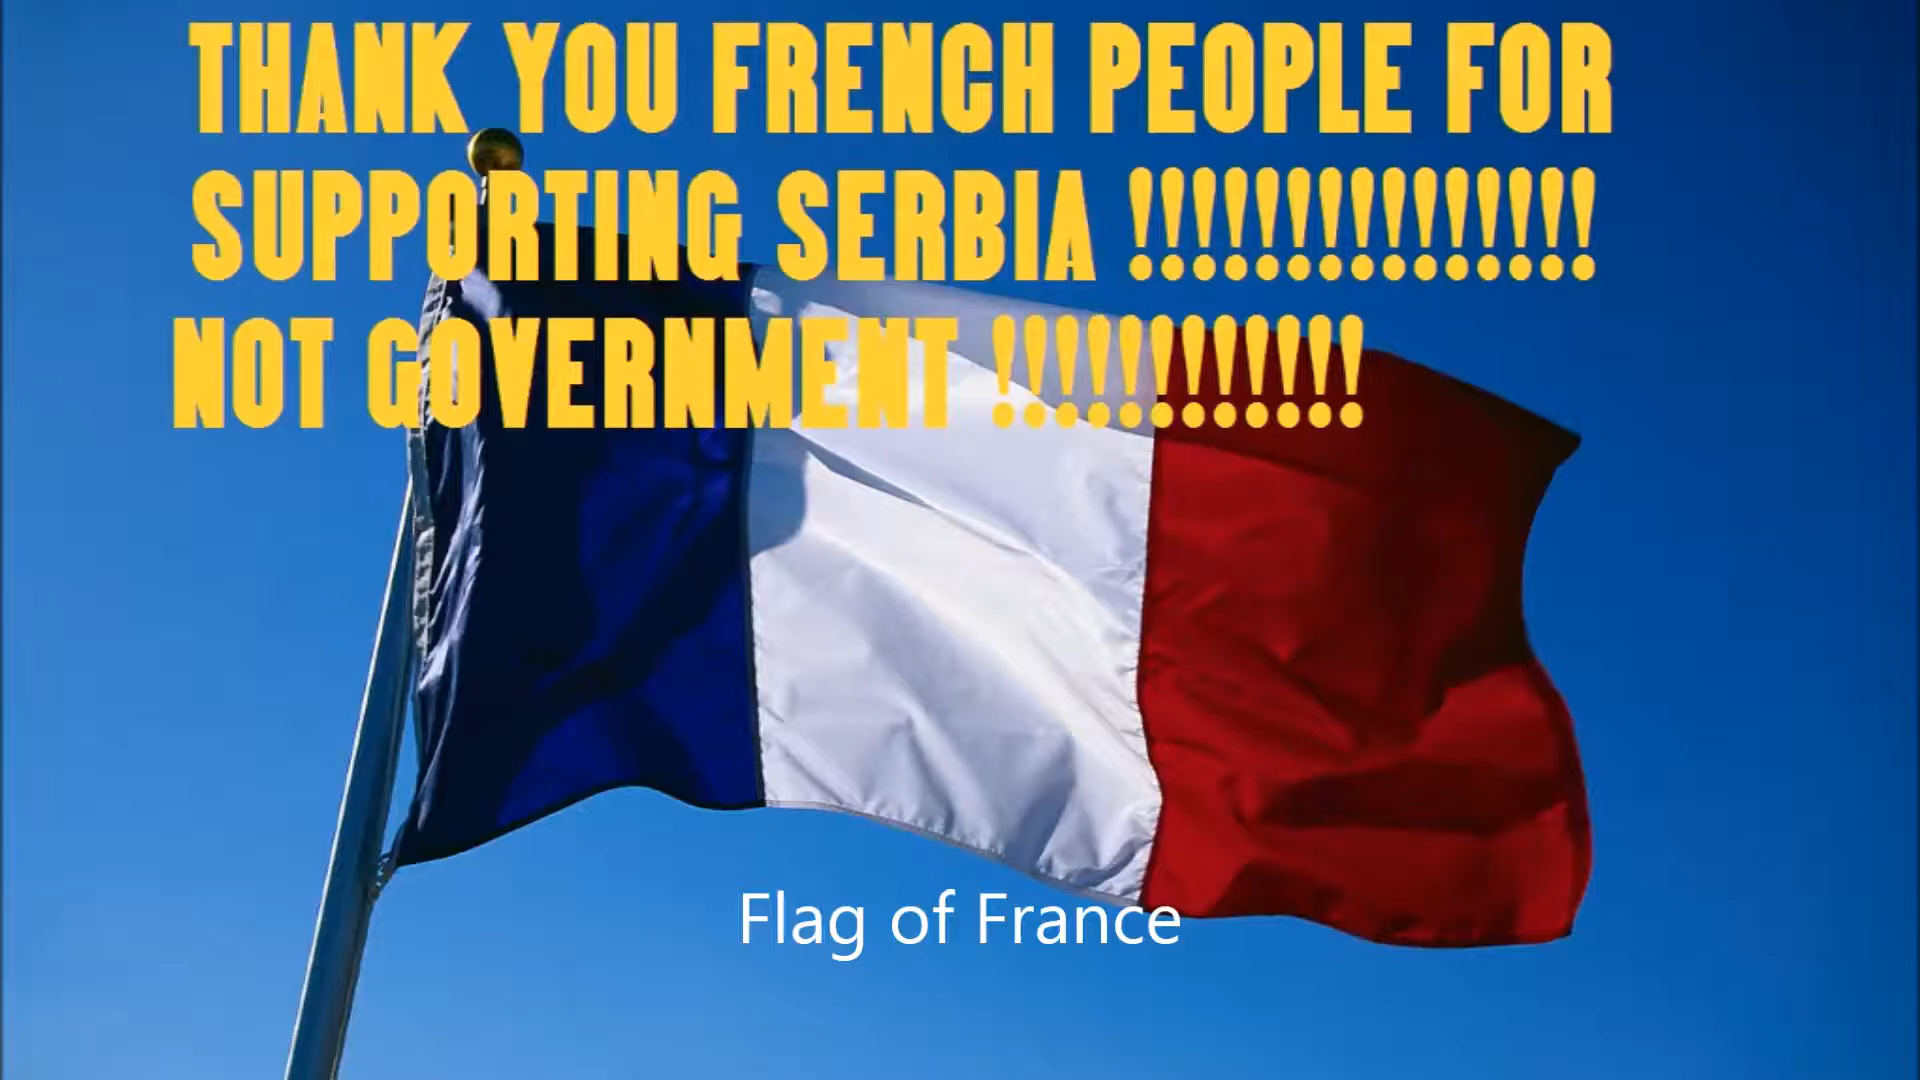 THANK YOU FRENCH PEOPLE FOR
SUPPORTING SERBIA !!!!!!!!!!!!!!!
NOT GOVERNMENT !!!!!!!!!!!!
Flag of France